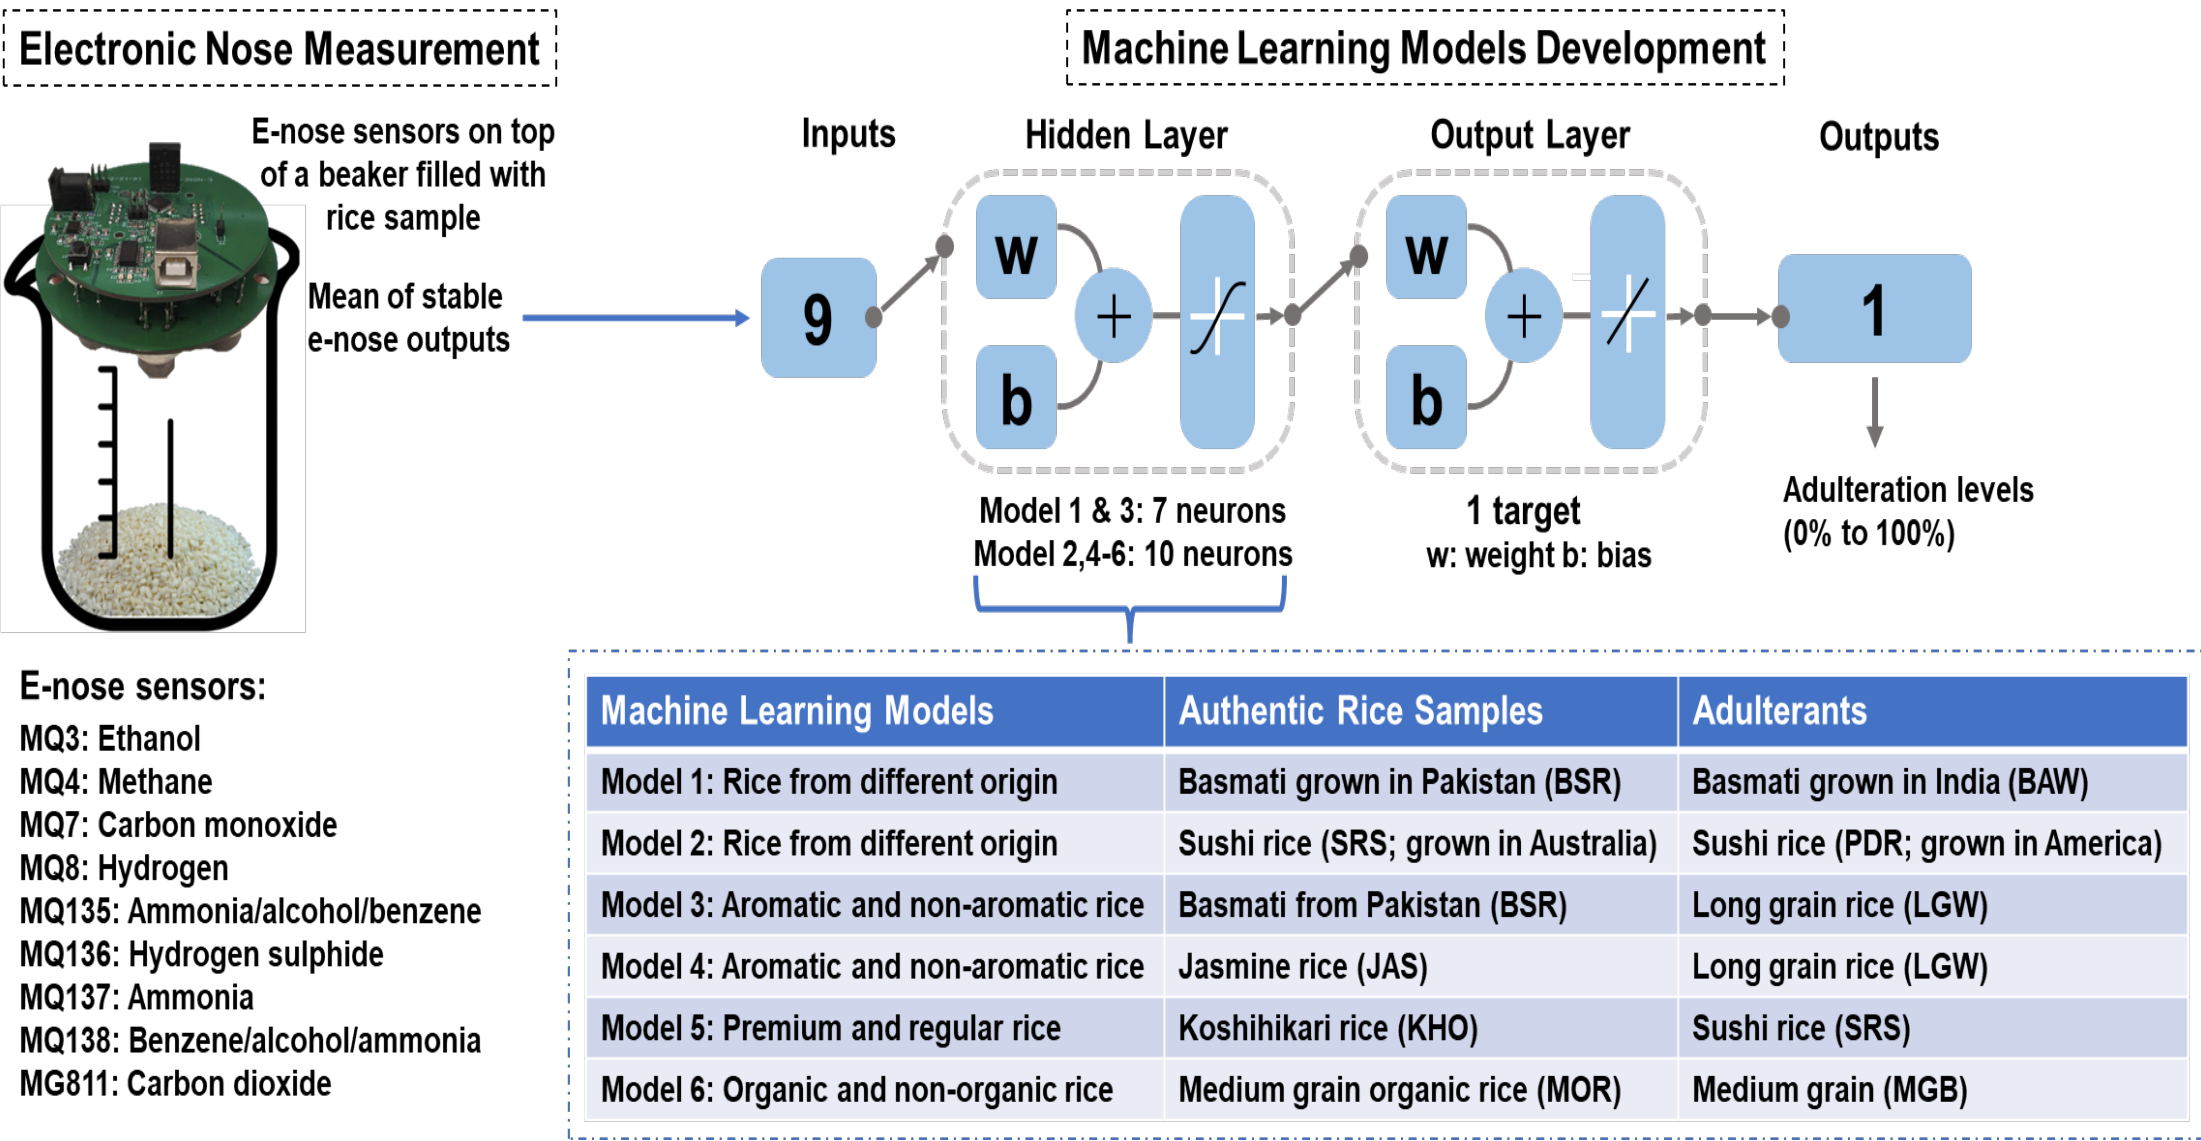 Electronic Nose Measurement
E-nose sensors on top
of a beaker filled with
rice sample
Mean of stable
e-nose outputs
E-nose sensors:
MQ3: Ethanol
MQ4: Methane
MQ7: Carbon monoxide
MQ8: Hydrogen
MQ135: Ammonia/alcohol/benzene
MQ136: Hydrogen sulphide
MQ137: Ammonia
MQ138: Benzene/alcohol/ammonia
MG811: Carbon dioxide
Machine Learning Models Development
Inputs
Hidden Layer
Output Layer
Outputs
9
w
b
+
w
b
+
1
Model 1 & 3: 7 neurons
Model 2,4-6: 10 neurons
1 target
w: weight b: bias
Adulteration levels
(0% to 100%)
Machine Learning Models Authentic Rice Samples Adulterants
Model 1: Rice from different origin Basmati grown in Pakistan (BSR) Basmati grown in India (BAW)
Model 2: Rice from different origin Sushi rice (SRS; grown in Australia) Sushi rice (PDR; grown in America)
Model 3: Aromatic and non-aromatic rice Basmati from Pakistan (BSR) Long grain rice (LGW)
Model 4: Aromatic and non-aromatic rice Jasmine rice (JAS) Long grain rice (LGW)
Model 5: Premium and regular rice Koshihikari rice (KHO) Sushi rice (SRS)
Model 6: Organic and non-organic rice Medium grain organic rice (MOR) Medium grain (MGB)